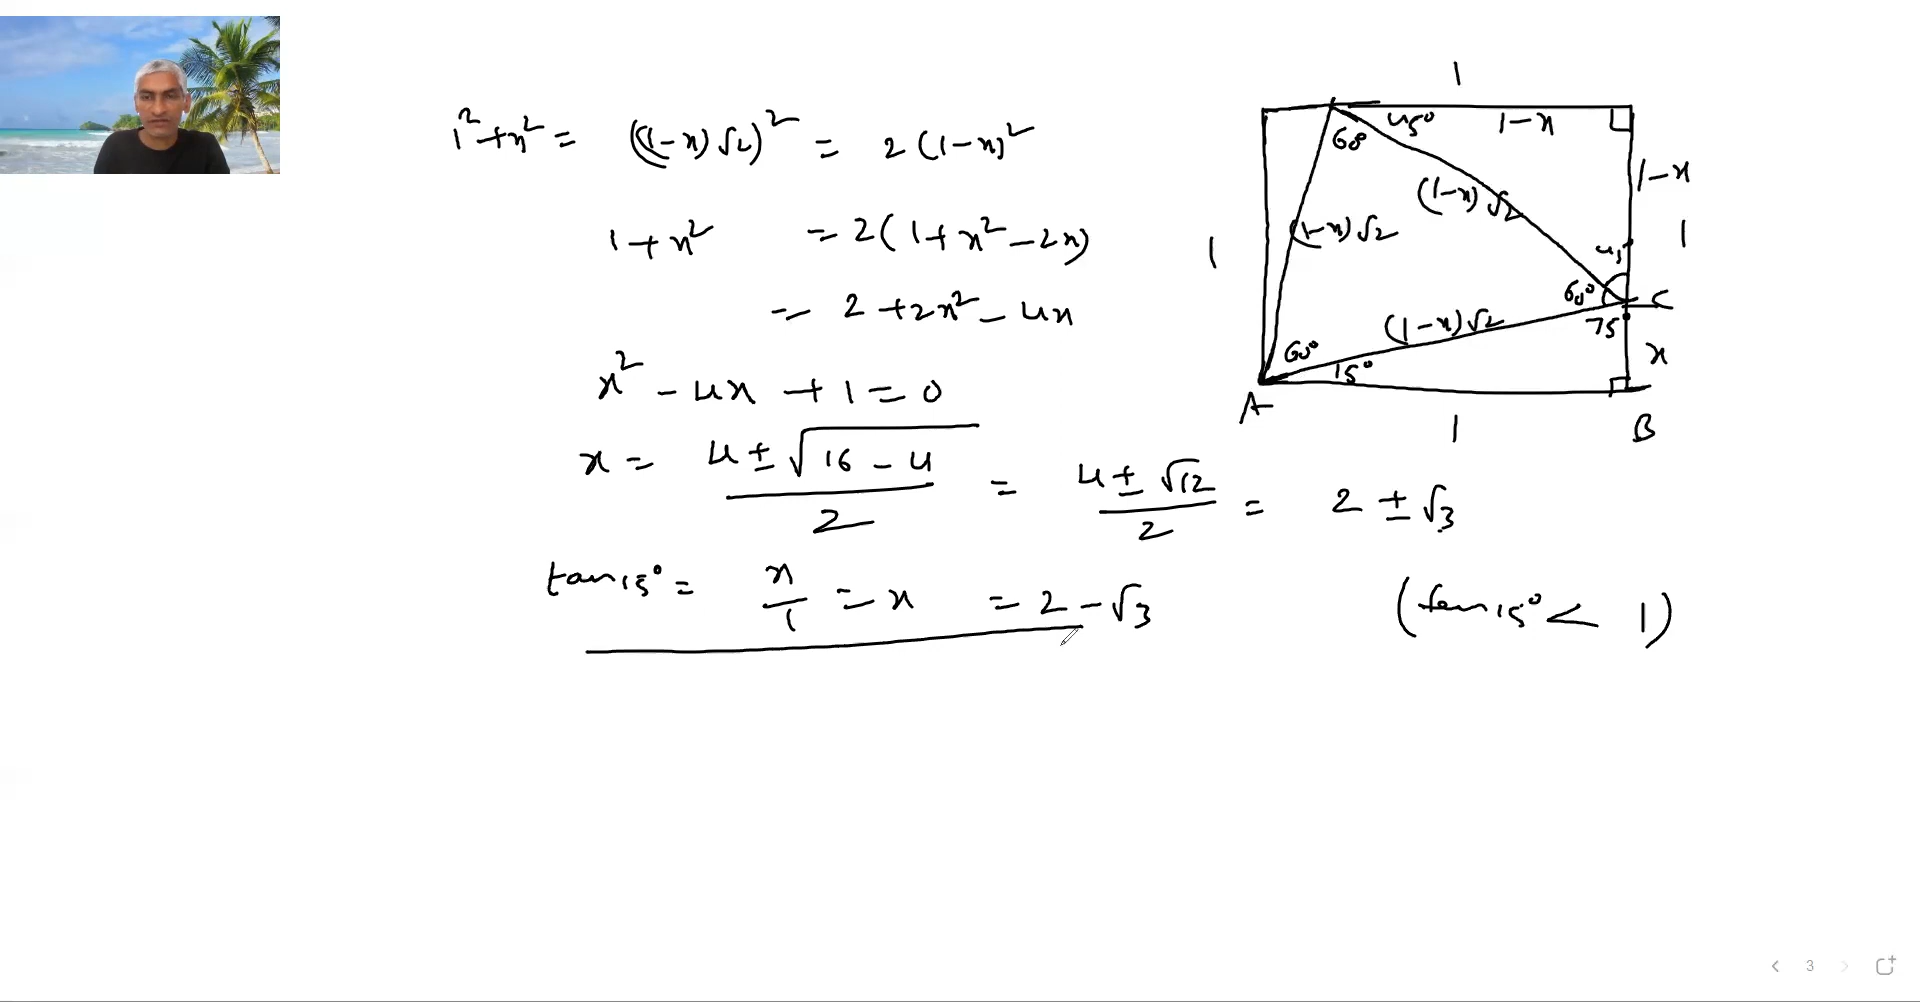 1
1² + x² = ((1-x)√2)² = 2(1-x)²
45° 1-x
60°
1-x
(1-x)√2
1 + x² = 2(1 + x² - 2x)
1 (1-x)√2 1
45
= 2 + 2x² - 4x
60° C
(1-x)√2 75
60° 15° x
x² - 4x + 1 = 0
A 1 B
x = 4 ± √16 - 4 / 2 = 4 ± √12 / 2 = 2 ± √3
tan 15° = x/1 = x = 2 - √3 (tan 15° < 1)
3